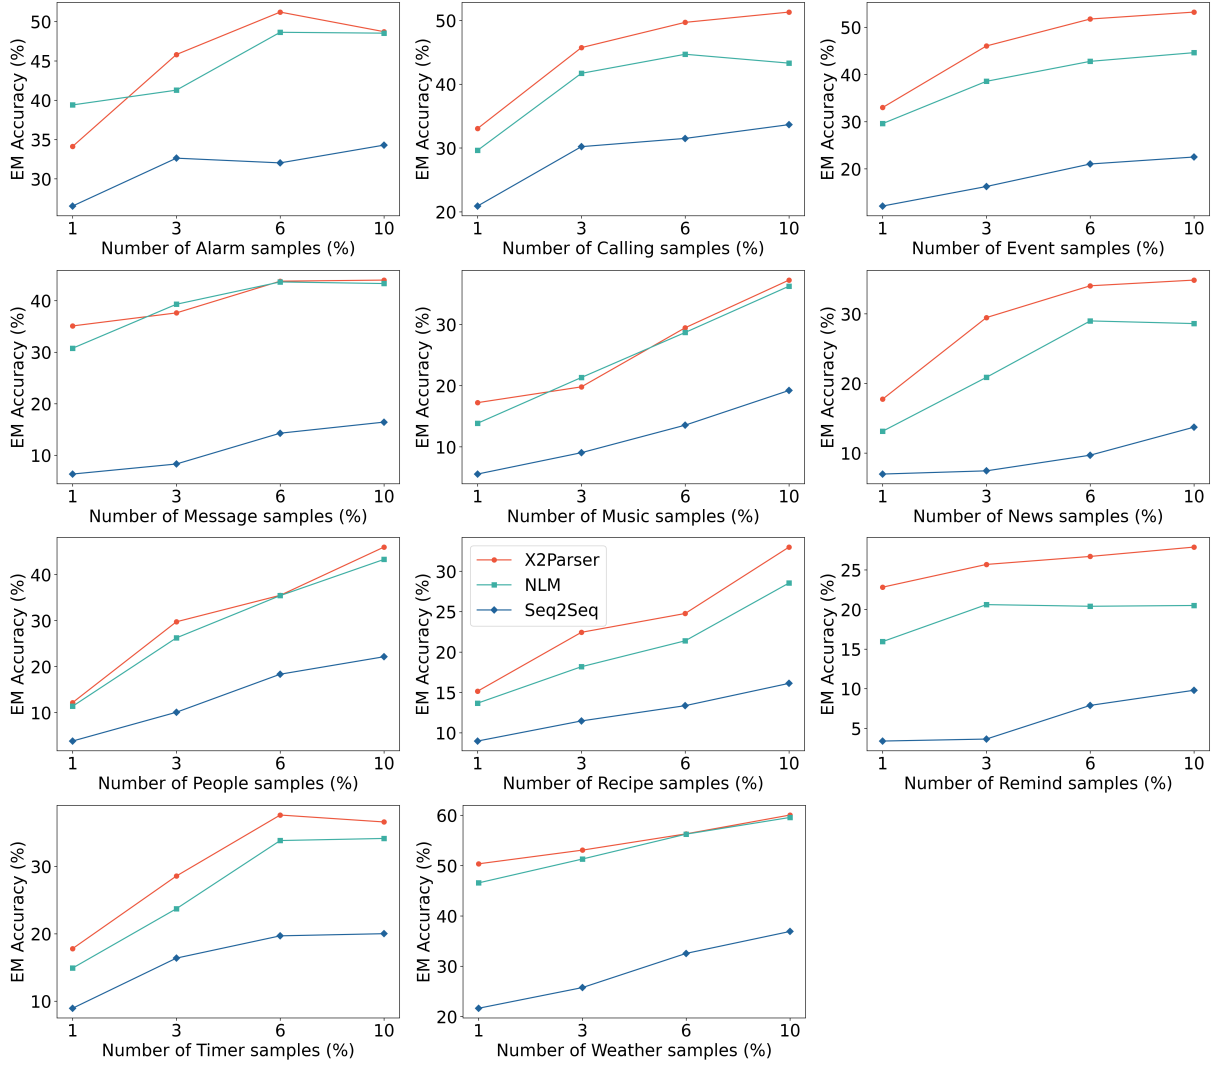 EM Accuracy (%)
50
45
40
35
30
1 3 6 10
Number of Alarm samples (%)
EM Accuracy (%)
50
40
30
20
1 3 6 10
Number of Calling samples (%)
EM Accuracy (%)
50
40
30
20
1 3 6 10
Number of Event samples (%)
EM Accuracy (%)
40
30
20
10
1 3 6 10
Number of Message samples (%)
EM Accuracy (%)
30
20
10
1 3 6 10
Number of Music samples (%)
EM Accuracy (%)
30
20
10
1 3 6 10
Number of News samples (%)
EM Accuracy (%)
40
30
20
10
1 3 6 10
Number of People samples (%)
EM Accuracy (%)
30
25
20
15
10
X2Parser
NLM
Seq2Seq
1 3 6 10
Number of Recipe samples (%)
EM Accuracy (%)
25
20
15
10
5
1 3 6 10
Number of Remind samples (%)
EM Accuracy (%)
30
20
10
1 3 6 10
Number of Timer samples (%)
EM Accuracy (%)
60
50
40
30
20
1 3 6 10
Number of Weather samples (%)